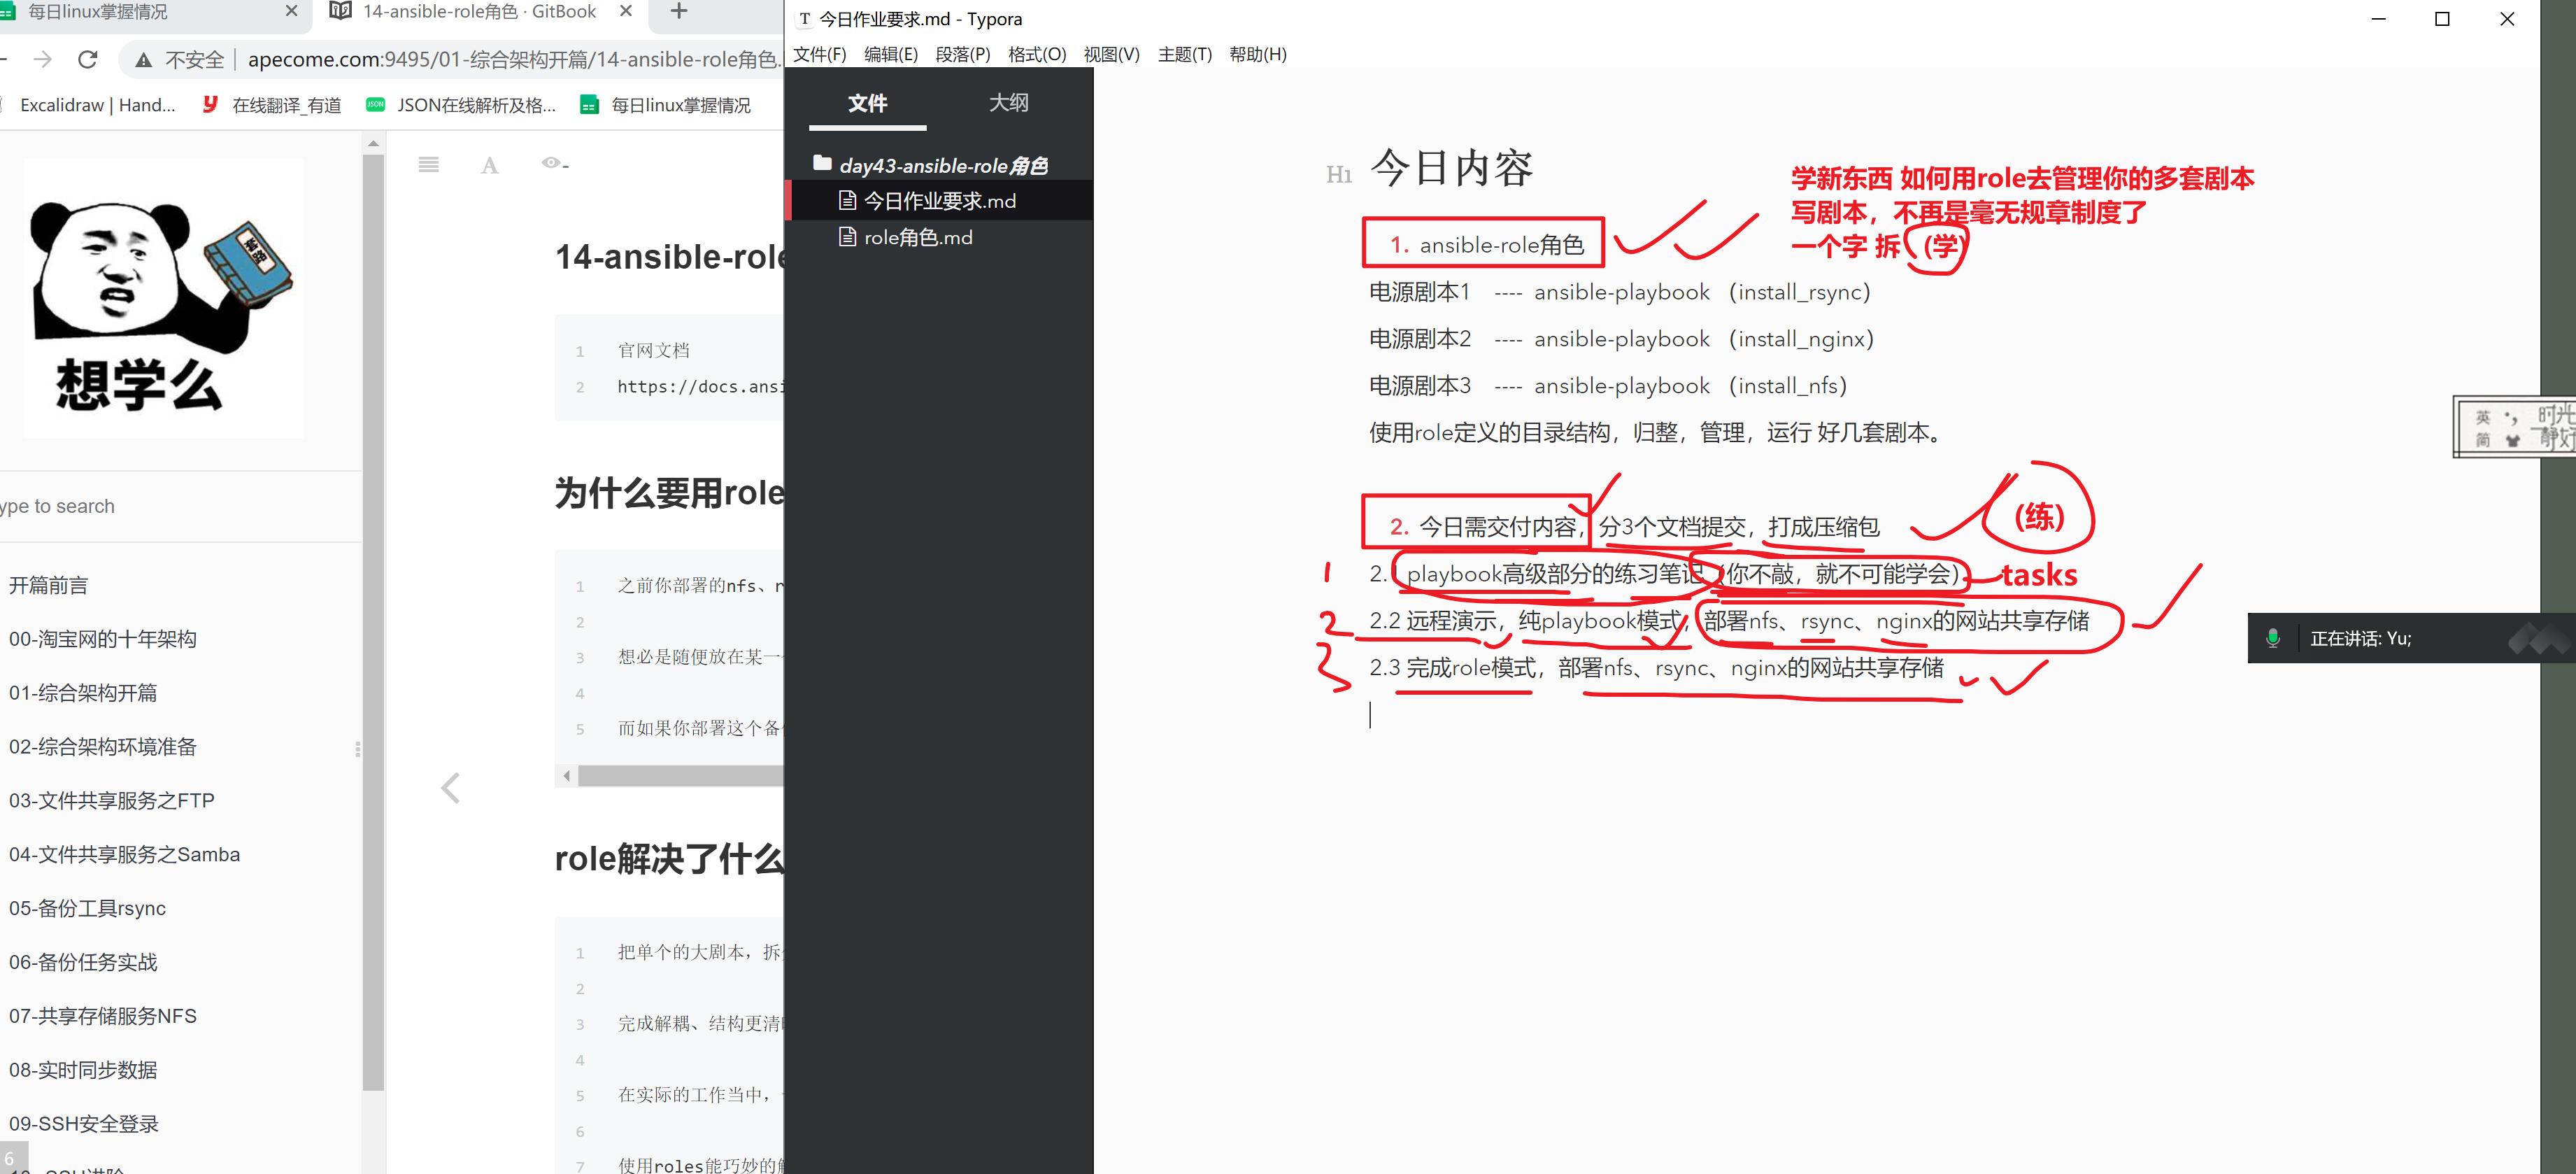 每日linux掌握情况
14-ansible-role角色 · GitBook
不安全
apecome.com:9495/01-综合架构开篇/14-ansible-role角色.
Excalidraw | Hand...
在线翻译_有道
JSON在线解析及格...
每日linux掌握情况
想学么
ype to search
开篇前言
00-淘宝网的十年架构
01-综合架构开篇
02-综合架构环境准备
03-文件共享服务之FTP
04-文件共享服务之Samba
05-备份工具rsync
06-备份任务实战
07-共享存储服务NFS
08-实时同步数据
09-SSH安全登录
6
A
14-ansible-role
1 官网文档
2 https://docs.ansi
为什么要用role
1 之前你部署的nfs、r
2
3 想必是随便放在某一
4
5 而如果你部署这个备
role解决了什么
1 把单个的大剧本，拆
2
3 完成解耦、结构更清
4
5 在实际的工作当中，
6
7 使用roles能巧妙的
T 今日作业要求.md - Typora
文件(F) 编辑(E) 段落(P) 格式(O) 视图(V) 主题(T) 帮助(H)
文件 大纲
day43-ansible-role角色
今日作业要求.md
role角色.md
H1 今日内容
学新东西 如何用role去管理你的多套剧本
写剧本，不再是毫无规章制度了
一个字 拆 (学)
1. ansible-role角色
电源剧本1 ---- ansible-playbook （install_rsync）
电源剧本2 ---- ansible-playbook （install_nginx）
电源剧本3 ---- ansible-playbook （install_nfs）
使用role定义的目录结构，归整，管理，运行 好几套剧本。
2. 今日需交付内容，分3个文档提交，打成压缩包 (练)
1 2. playbook高级部分的练习笔记（你不敲，就不可能学会） tasks
2 2.2 远程演示，纯playbook模式，部署nfs、rsync、nginx的网站共享存储
3 2.3 完成role模式，部署nfs、rsync、nginx的网站共享存储
英 简
时光
静好
正在讲话: Yu;